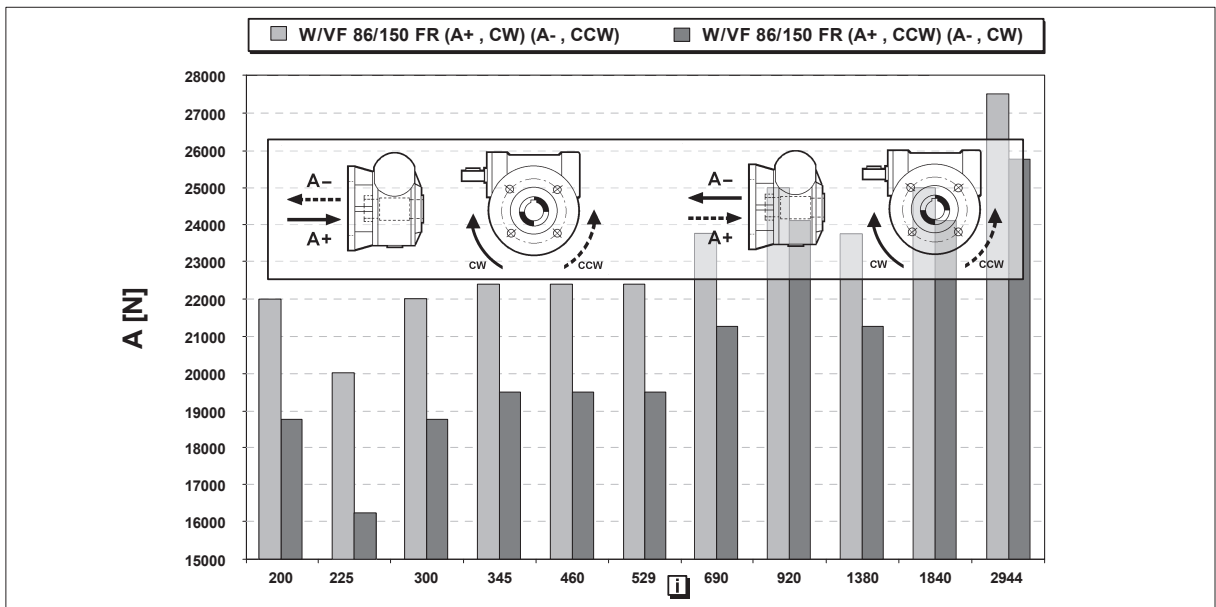 W/VF 86/150 FR (A+ , CW) (A- , CCW) W/VF 86/150 FR (A+ , CCW) (A- , CW)
28000
27000
26000
25000
24000
23000
22000
21000
20000
19000
18000
17000
16000
15000
A [N]
A–
A+
CW CCW
A–
A+
CW CCW
200 225 300 345 460 529 690 920 1380 1840 2944
i